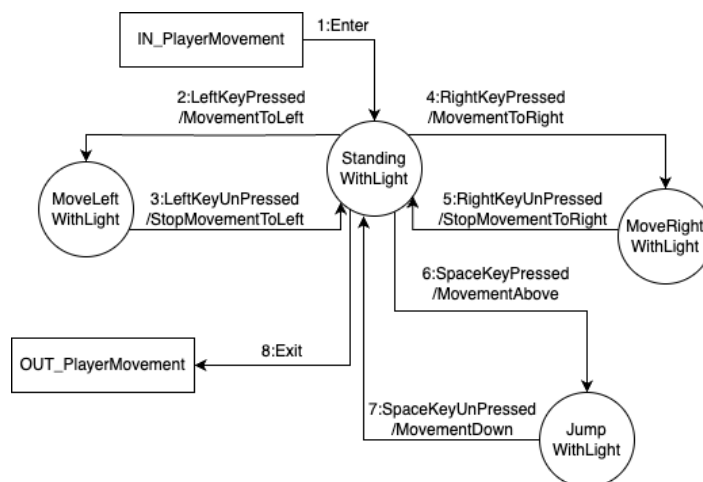 1:Enter
IN_PlayerMovement
2:LeftKeyPressed
/MovementToLeft
4:RightKeyPressed
/MovementToRight
Standing
WithLight
MoveLeft
WithLight
3:LeftKeyUnPressed
/StopMovementToLeft
5:RightKeyUnPressed
/StopMovementToRight
MoveRight
WithLight
6:SpaceKeyPressed
/MovementAbove
8:Exit
OUT_PlayerMovement
7:SpaceKeyUnPressed
/MovementDown
Jump
WithLight